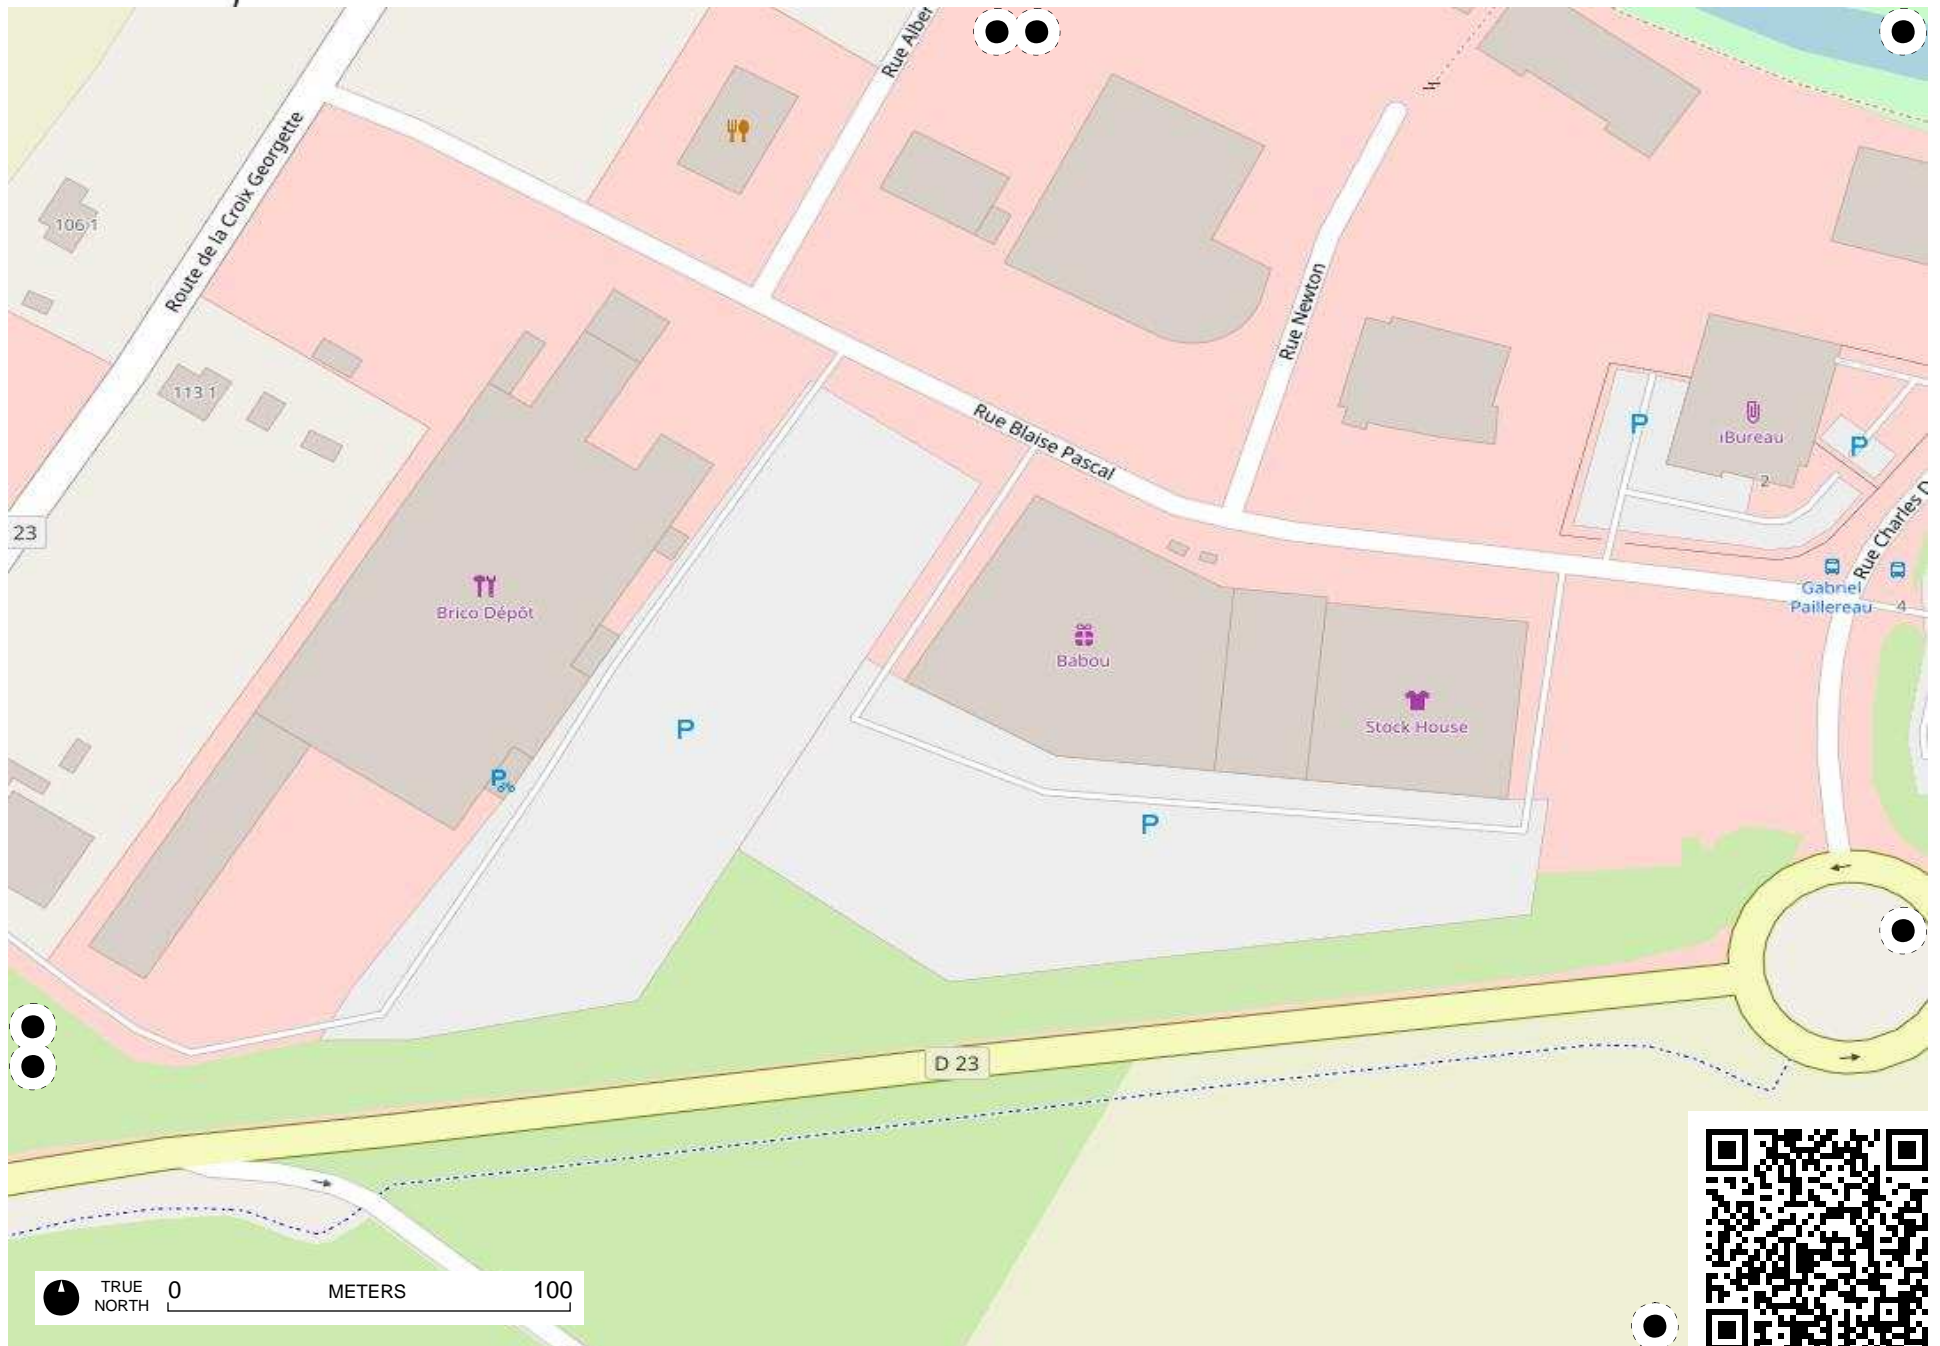 Rue Alber
Route de la Croix Georgette
106 1
Rue Newton
113 1
Rue Blaise Pascal
P
P
iBureau
2
23
Rue Charles D
Brico Dépôt
Gabriel
Paillereau
4
Babou
Stock House
P
P
P
D 23
TRUE
NORTH
0
METERS
100